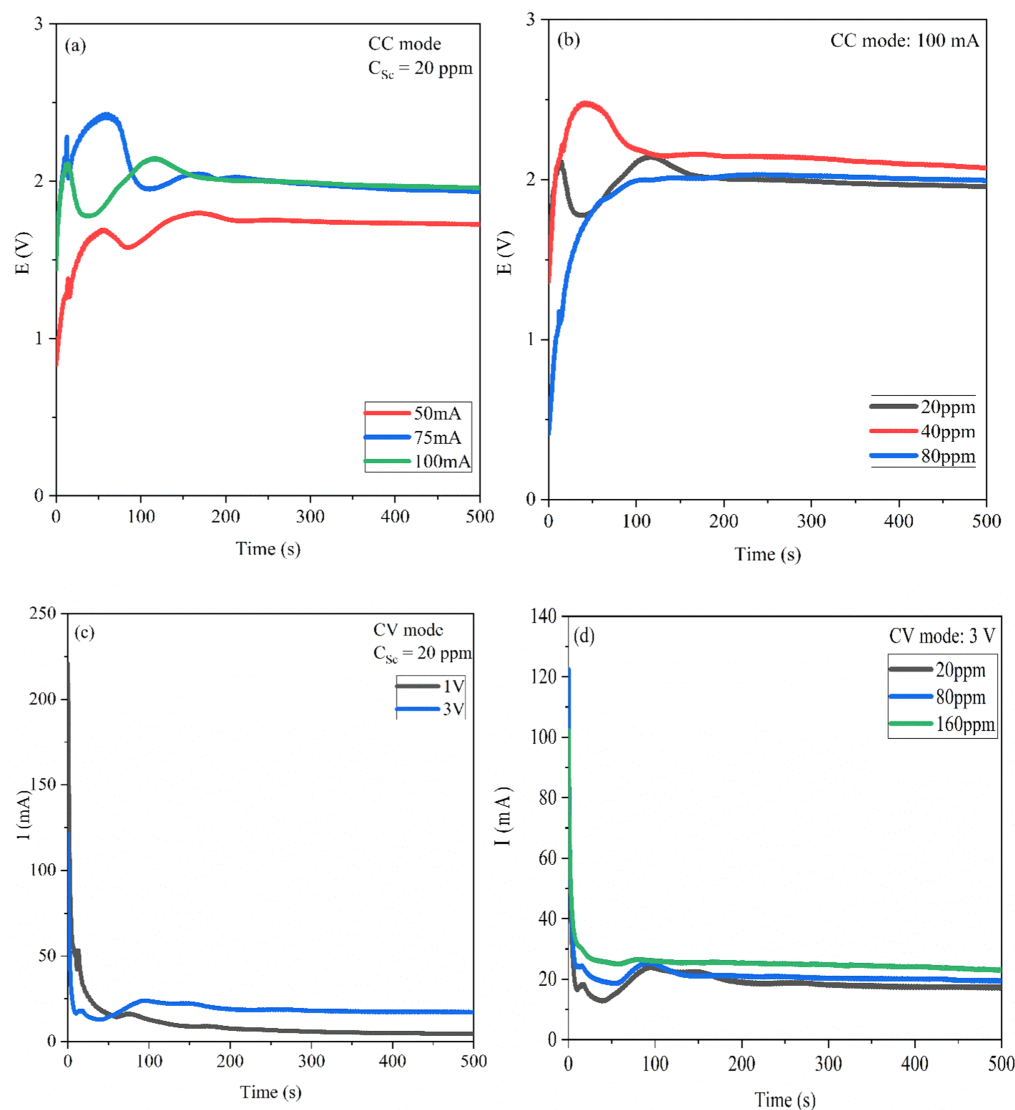 (a)
CC mode
C_Sc = 20 ppm
3
2
1
0
E (V)
50mA
75mA
100mA
0 100 200 300 400 500
Time (s)
(b)
CC mode: 100 mA
3
2
1
0
E (V)
20ppm
40ppm
80ppm
0 100 200 300 400 500
Time (s)
(c)
CV mode
C_Sc = 20 ppm
250
200
150
100
50
0
I (mA)
1V
3V
0 100 200 300 400 500
Time (s)
(d)
CV mode: 3 V
140
120
100
80
60
40
20
0
I (mA)
20ppm
80ppm
160ppm
0 100 200 300 400 500
Time (s)